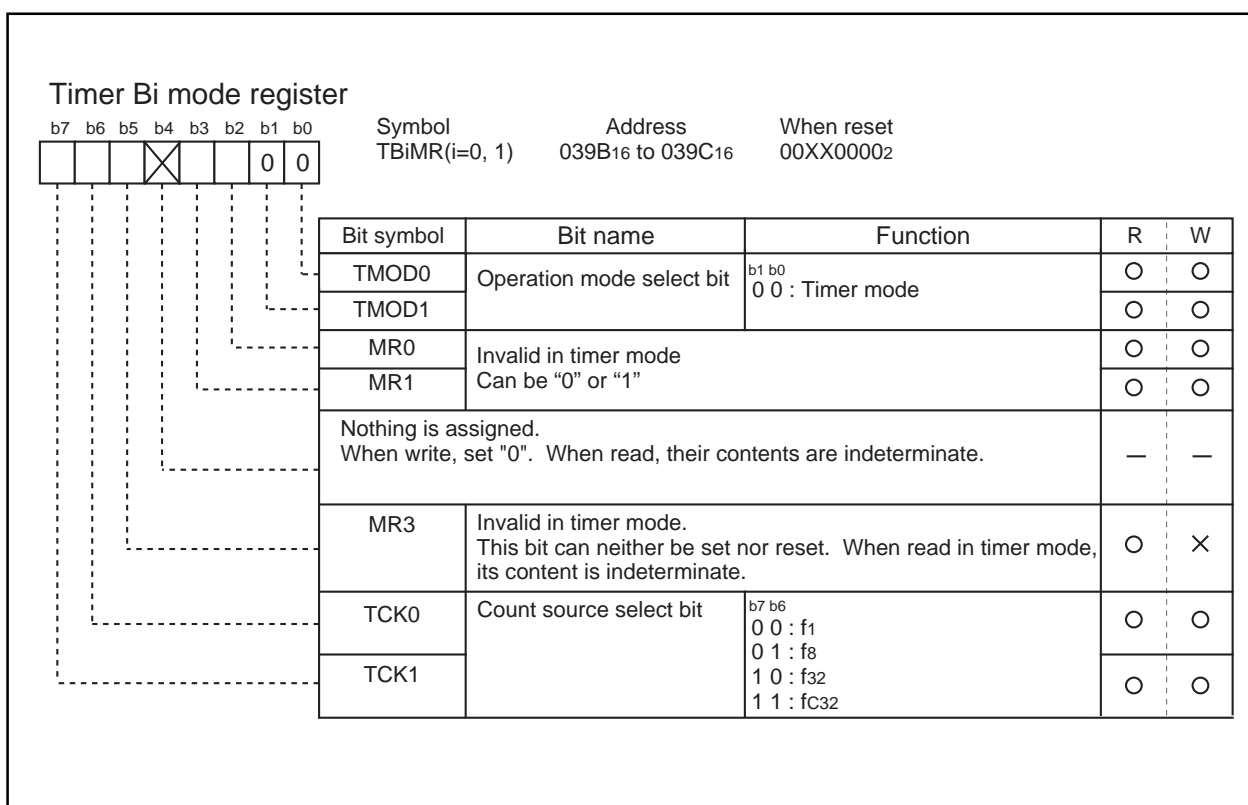 Timer Bi mode register
b7 b6 b5 b4 b3 b2 b1 b0
0 0
Symbol Address When reset
TBiMR(i=0, 1) 039B16 to 039C16 00XX00002
Bit symbol Bit name Function R W
TMOD0 Operation mode select bit b1 b0
0 0 : Timer mode
TMOD1
MR0 Invalid in timer mode
MR1 Can be “0” or “1”
Nothing is assigned.
When write, set "0". When read, their contents are indeterminate.
MR3 Invalid in timer mode.
This bit can neither be set nor reset. When read in timer mode,
its content is indeterminate.
TCK0 Count source select bit b7 b6
0 0 : f1
0 1 : f8
TCK1 1 0 : f32
1 1 : fC32